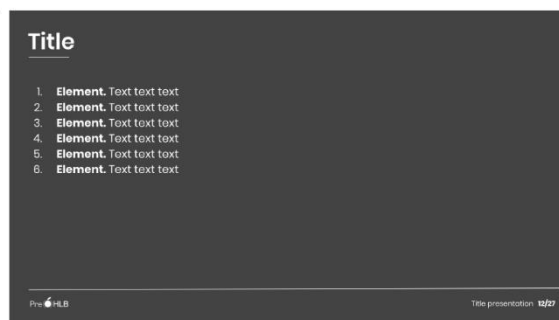 Title
1. Element. Text text text
2. Element. Text text text
3. Element. Text text text
4. Element. Text text text
5. Element. Text text text
6. Element. Text text text
Pre HLB
Title presentation 12/27